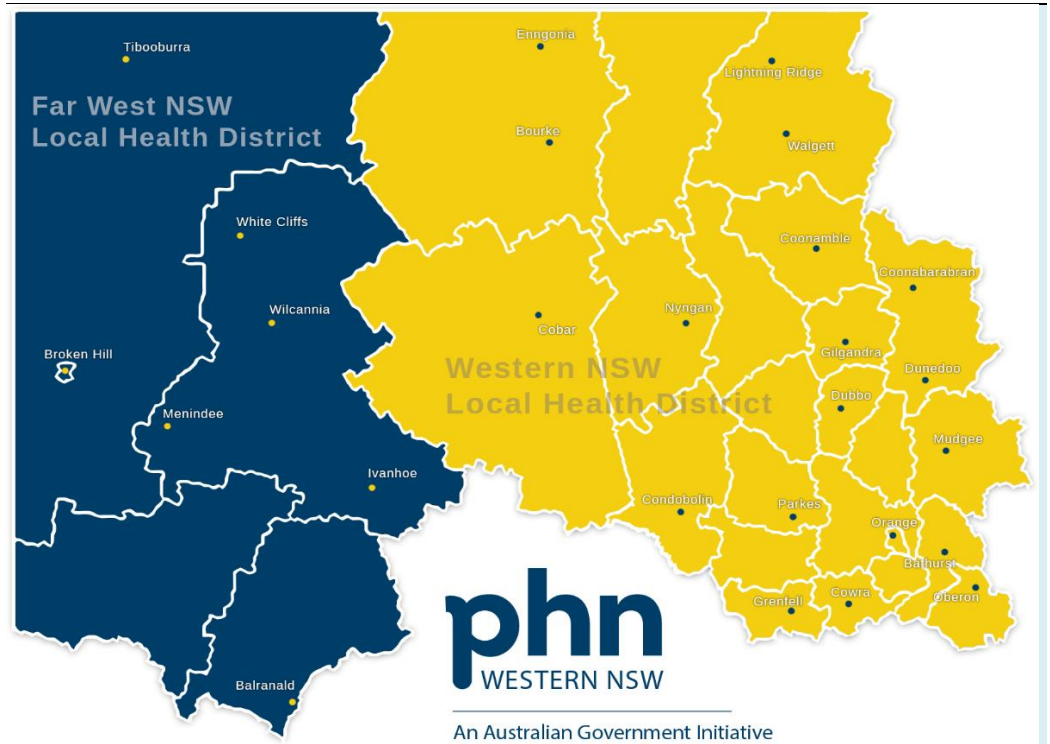 Tibooburra
Enngonia
Lightning Ridge
Far West NSW
Local Health District
Bourke
Walgett
White Cliffs
Coonamble
Coonabarabran
Wilcannia
Nyngan
Cobar
Broken Hill
Gilgandra
Western NSW
Local Health District
Dunedoo
Dubbo
Menindee
Mudgee
Ivanhoe
Condobolin
Parkes
Orange
Bathurst
Grenfell
Cowra
Oberon
phn
WESTERN NSW
Balranald
An Australian Government Initiative